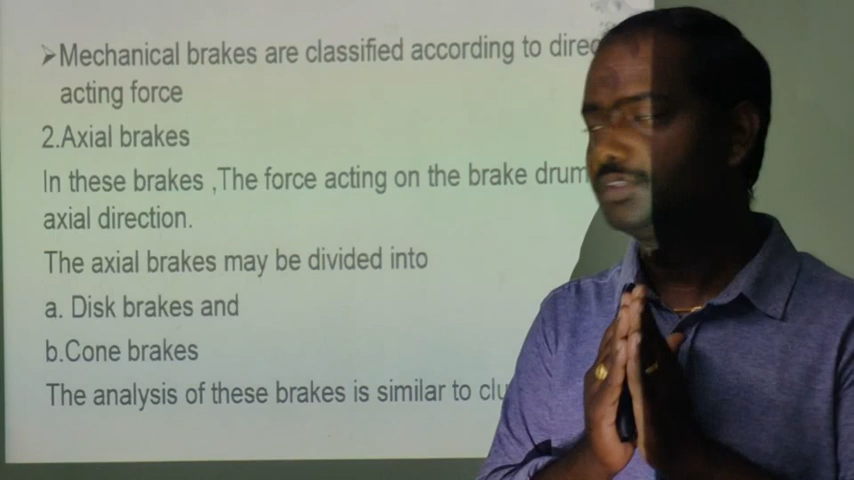 ➢Mechanical brakes are classified according to direc
acting force
2.Axial brakes
In these brakes ,The force acting on the brake drum
axial direction.
The axial brakes may be divided into
a. Disk brakes and
b.Cone brakes
The analysis of these brakes is similar to clu